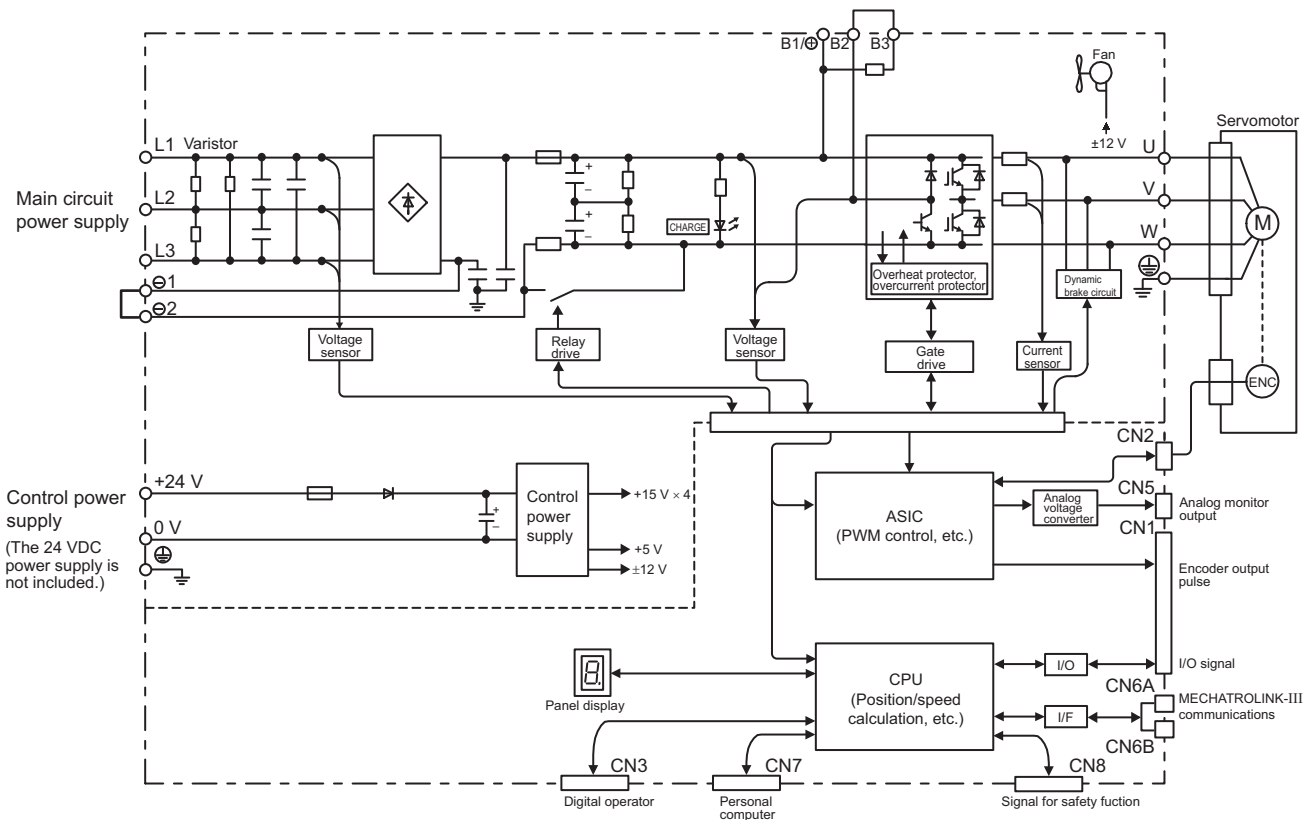 B1/⊕ B2 B3
Fan
±12 V
Servomotor
L1 Varistor
L2
L3
⊖1
⊖2
Main circuit
power supply
+
–
+
–
CHARGE
Overheat protector,
overcurrent protector
U
V
W
M
ENC
Dynamic
brake circuit
Voltage
sensor
Relay
drive
Voltage
sensor
Gate
drive
Current
sensor
Control power
supply
(The 24 VDC
power supply is
not included.)
+24 V
0 V
+
–
Control
power
supply
+15 V × 4
+5 V
±12 V
ASIC
(PWM control, etc.)
Analog
voltage
converter
CN2
CN5
Analog monitor
output
CN1
Encoder output
pulse
I/O signal
8.
Panel display
CPU
(Position/speed
calculation, etc.)
I/O
I/F
CN6A
MECHATROLINK-III
communications
CN6B
CN3
Digital operator
CN7
Personal
computer
CN8
Signal for safety fuction